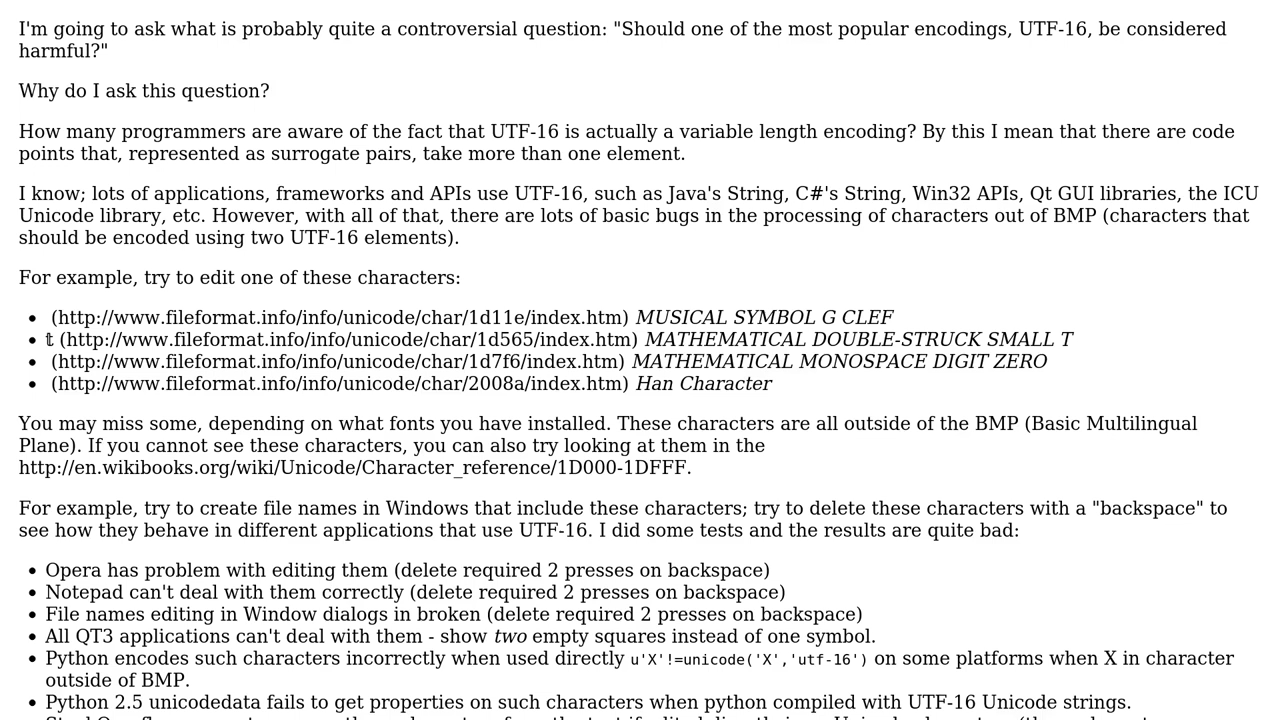 I'm going to ask what is probably quite a controversial question: "Should one of the most popular encodings, UTF-16, be considered
harmful?"
Why do I ask this question?
How many programmers are aware of the fact that UTF-16 is actually a variable length encoding? By this I mean that there are code
points that, represented as surrogate pairs, take more than one element.
I know; lots of applications, frameworks and APIs use UTF-16, such as Java's String, C#'s String, Win32 APIs, Qt GUI libraries, the ICU
Unicode library, etc. However, with all of that, there are lots of basic bugs in the processing of characters out of BMP (characters that
should be encoded using two UTF-16 elements).
For example, try to edit one of these characters:
• (http://www.fileformat.info/info/unicode/char/1d11e/index.htm) MUSICAL SYMBOL G CLEF
• 𝕥 (http://www.fileformat.info/info/unicode/char/1d565/index.htm) MATHEMATICAL DOUBLE-STRUCK SMALL T
• (http://www.fileformat.info/info/unicode/char/1d7f6/index.htm) MATHEMATICAL MONOSPACE DIGIT ZERO
• (http://www.fileformat.info/info/unicode/char/2008a/index.htm) Han Character
You may miss some, depending on what fonts you have installed. These characters are all outside of the BMP (Basic Multilingual
Plane). If you cannot see these characters, you can also try looking at them in the
http://en.wikibooks.org/wiki/Unicode/Character_reference/1D000-1DFFF.
For example, try to create file names in Windows that include these characters; try to delete these characters with a "backspace" to
see how they behave in different applications that use UTF-16. I did some tests and the results are quite bad:
• Opera has problem with editing them (delete required 2 presses on backspace)
• Notepad can't deal with them correctly (delete required 2 presses on backspace)
• File names editing in Window dialogs in broken (delete required 2 presses on backspace)
• All QT3 applications can't deal with them - show two empty squares instead of one symbol.
• Python encodes such characters incorrectly when used directly u'X'!=unicode('X','utf-16') on some platforms when X in character
outside of BMP.
• Python 2.5 unicodedata fails to get properties on such characters when python compiled with UTF-16 Unicode strings.